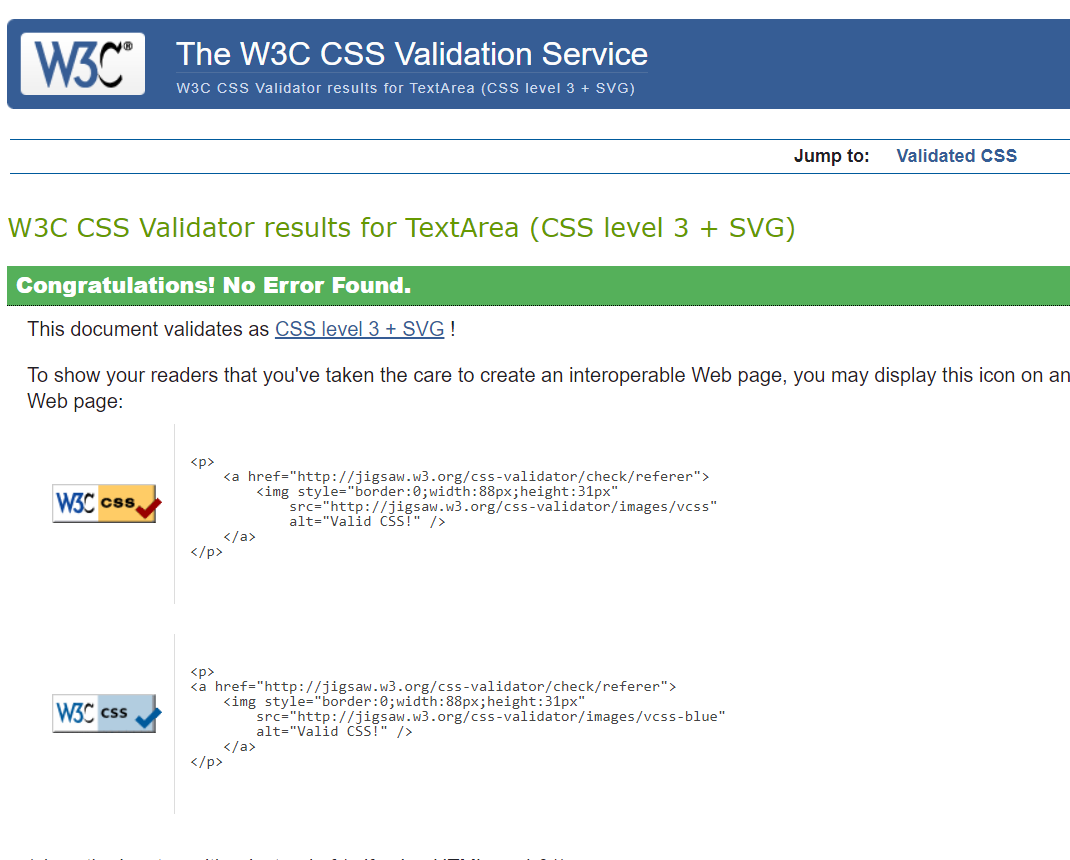 W3C®
The W3C CSS Validation Service
W3C CSS Validator results for TextArea (CSS level 3 + SVG)
Jump to: Validated CSS
W3C CSS Validator results for TextArea (CSS level 3 + SVG)
Congratulations! No Error Found.
This document validates as CSS level 3 + SVG !
To show your readers that you've taken the care to create an interoperable Web page, you may display this icon on an
Web page:
W3C css
<p>
    <a href="http://jigsaw.w3.org/css-validator/check/referer">
        <img style="border:0;width:88px;height:31px"
            src="http://jigsaw.w3.org/css-validator/images/vcss"
            alt="Valid CSS!" />
    </a>
</p>
W3C css
<p>
<a href="http://jigsaw.w3.org/css-validator/check/referer">
    <img style="border:0;width:88px;height:31px"
        src="http://jigsaw.w3.org/css-validator/images/vcss-blue"
        alt="Valid CSS!" />
    </a>
</p>